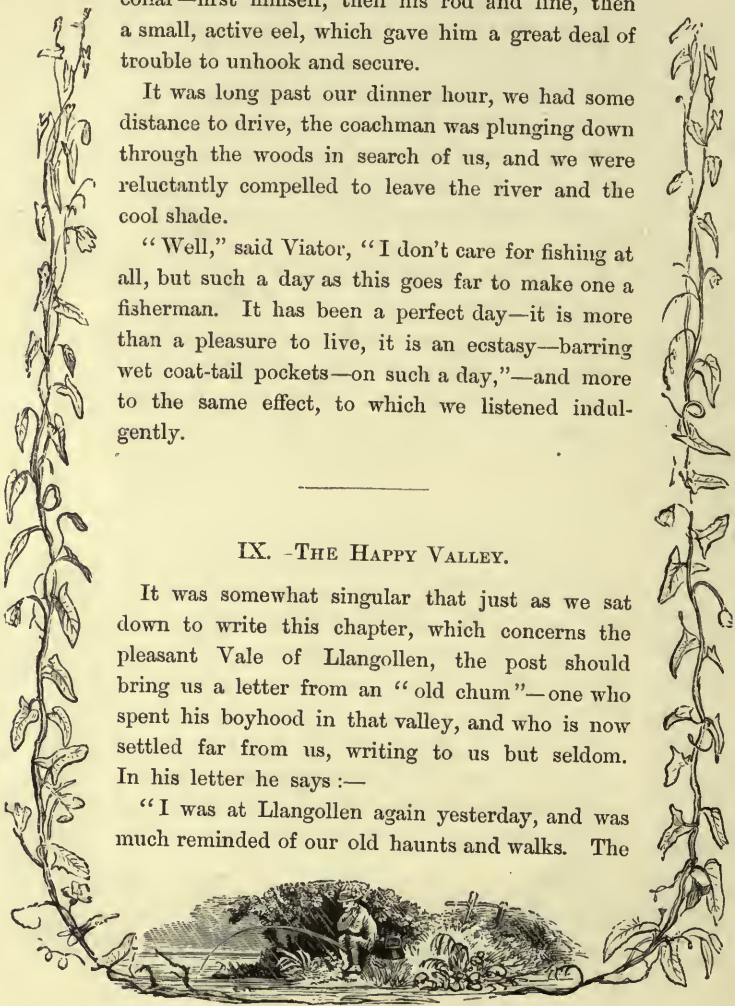 collar—first himself, then his rod and line, then
a small, active eel, which gave him a great deal of
trouble to unhook and secure.
It was long past our dinner hour, we had some
distance to drive, the coachman was plunging down
through the woods in search of us, and we were
reluctantly compelled to leave the river and the
cool shade.
“Well,” said Viator, “I don't care for fishing at
all, but such a day as this goes far to make one a
fisherman. It has been a perfect day—it is more
than a pleasure to live, it is an ecstasy—barring
wet coat-tail pockets—on such a day,”—and more
to the same effect, to which we listened indul-
gently.
IX. -The Happy Valley.
It was somewhat singular that just as we sat
down to write this chapter, which concerns the
pleasant Vale of Llangollen, the post should
bring us a letter from an “old chum”—one who
spent his boyhood in that valley, and who is now
settled far from us, writing to us but seldom.
In his letter he says :—
“I was at Llangollen again yesterday, and was
much reminded of our old haunts and walks. The